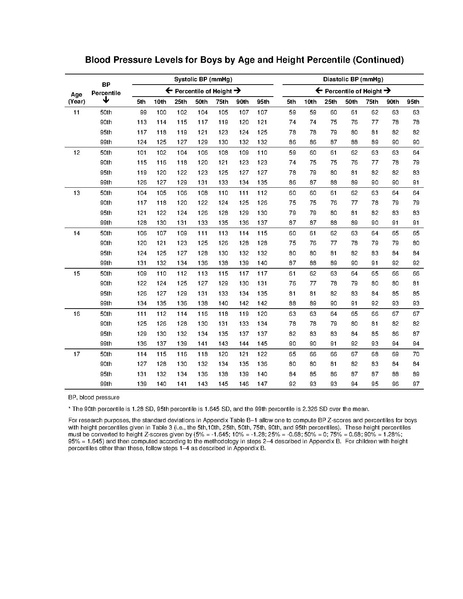 Blood Pressure Levels for Boys by Age and Height Percentile (Continued)
Systolic BP (mmHg) Diastolic BP (mmHg)
BP
Age Percentile ← Percentile of Height → ← Percentile of Height →
(Year) ↓ 5th 10th 25th 50th 75th 90th 95th 5th 10th 25th 50th 75th 90th 95th
11 50th 99 100 102 104 105 107 107 59 59 60 61 62 63 63
90th 113 114 115 117 119 120 121 74 74 75 76 77 78 78
95th 117 118 119 121 123 124 125 78 78 79 80 81 82 82
99th 124 125 127 129 130 132 132 86 86 87 88 89 90 90
12 50th 101 102 104 106 108 109 110 59 60 61 62 63 63 64
90th 115 116 118 120 121 123 123 74 75 75 76 77 78 79
95th 119 120 122 123 125 127 127 78 79 80 81 82 82 83
99th 126 127 129 131 133 134 135 86 87 88 89 90 90 91
13 50th 104 105 106 108 110 111 112 60 60 61 62 63 64 64
90th 117 118 120 122 124 125 126 75 75 76 77 78 79 79
95th 121 122 124 126 128 129 130 79 79 80 81 82 83 83
99th 128 130 131 133 135 136 137 87 87 88 89 90 91 91
14 50th 106 107 109 111 113 114 115 60 61 62 63 64 65 65
90th 120 121 123 125 126 128 128 75 76 77 78 79 79 80
95th 124 125 127 128 130 132 132 80 80 81 82 83 84 84
99th 131 132 134 136 138 139 140 87 88 89 90 91 92 92
15 50th 109 110 112 113 115 117 117 61 62 63 64 65 66 66
90th 122 124 125 127 129 130 131 76 77 78 79 80 80 81
95th 126 127 129 131 133 134 135 81 81 82 83 84 85 85
99th 134 135 136 138 140 142 142 88 89 90 91 92 93 93
16 50th 111 112 114 116 118 119 120 63 63 64 65 66 67 67
90th 125 126 128 130 131 133 134 78 78 79 80 81 82 82
95th 129 130 132 134 135 137 137 82 83 83 84 85 86 87
99th 136 137 139 141 143 144 145 90 90 91 92 93 94 94
17 50th 114 115 116 118 120 121 122 65 66 66 67 68 69 70
90th 127 128 130 132 134 135 136 80 80 81 82 83 84 84
95th 131 132 134 136 138 139 140 84 85 86 87 87 88 89
99th 139 140 141 143 145 146 147 92 93 93 94 95 96 97
BP, blood pressure
* The 90th percentile is 1.28 SD, 95th percentile is 1.645 SD, and the 99th percentile is 2.326 SD over the mean.
For research purposes, the standard deviations in Appendix Table B–1 allow one to compute BP Z-scores and percentiles for boys
with height percentiles given in Table 3 (i.e., the 5th,10th, 25th, 50th, 75th, 90th, and 95th percentiles). These height percentiles
must be converted to height Z-scores given by (5% = -1.645; 10% = -1.28; 25% = -0.68; 50% = 0; 75% = 0.68; 90% = 1.28%;
95% = 1.645) and then computed according to the methodology in steps 2–4 described in Appendix B. For children with height
percentiles other than these, follow steps 1–4 as described in Appendix B.